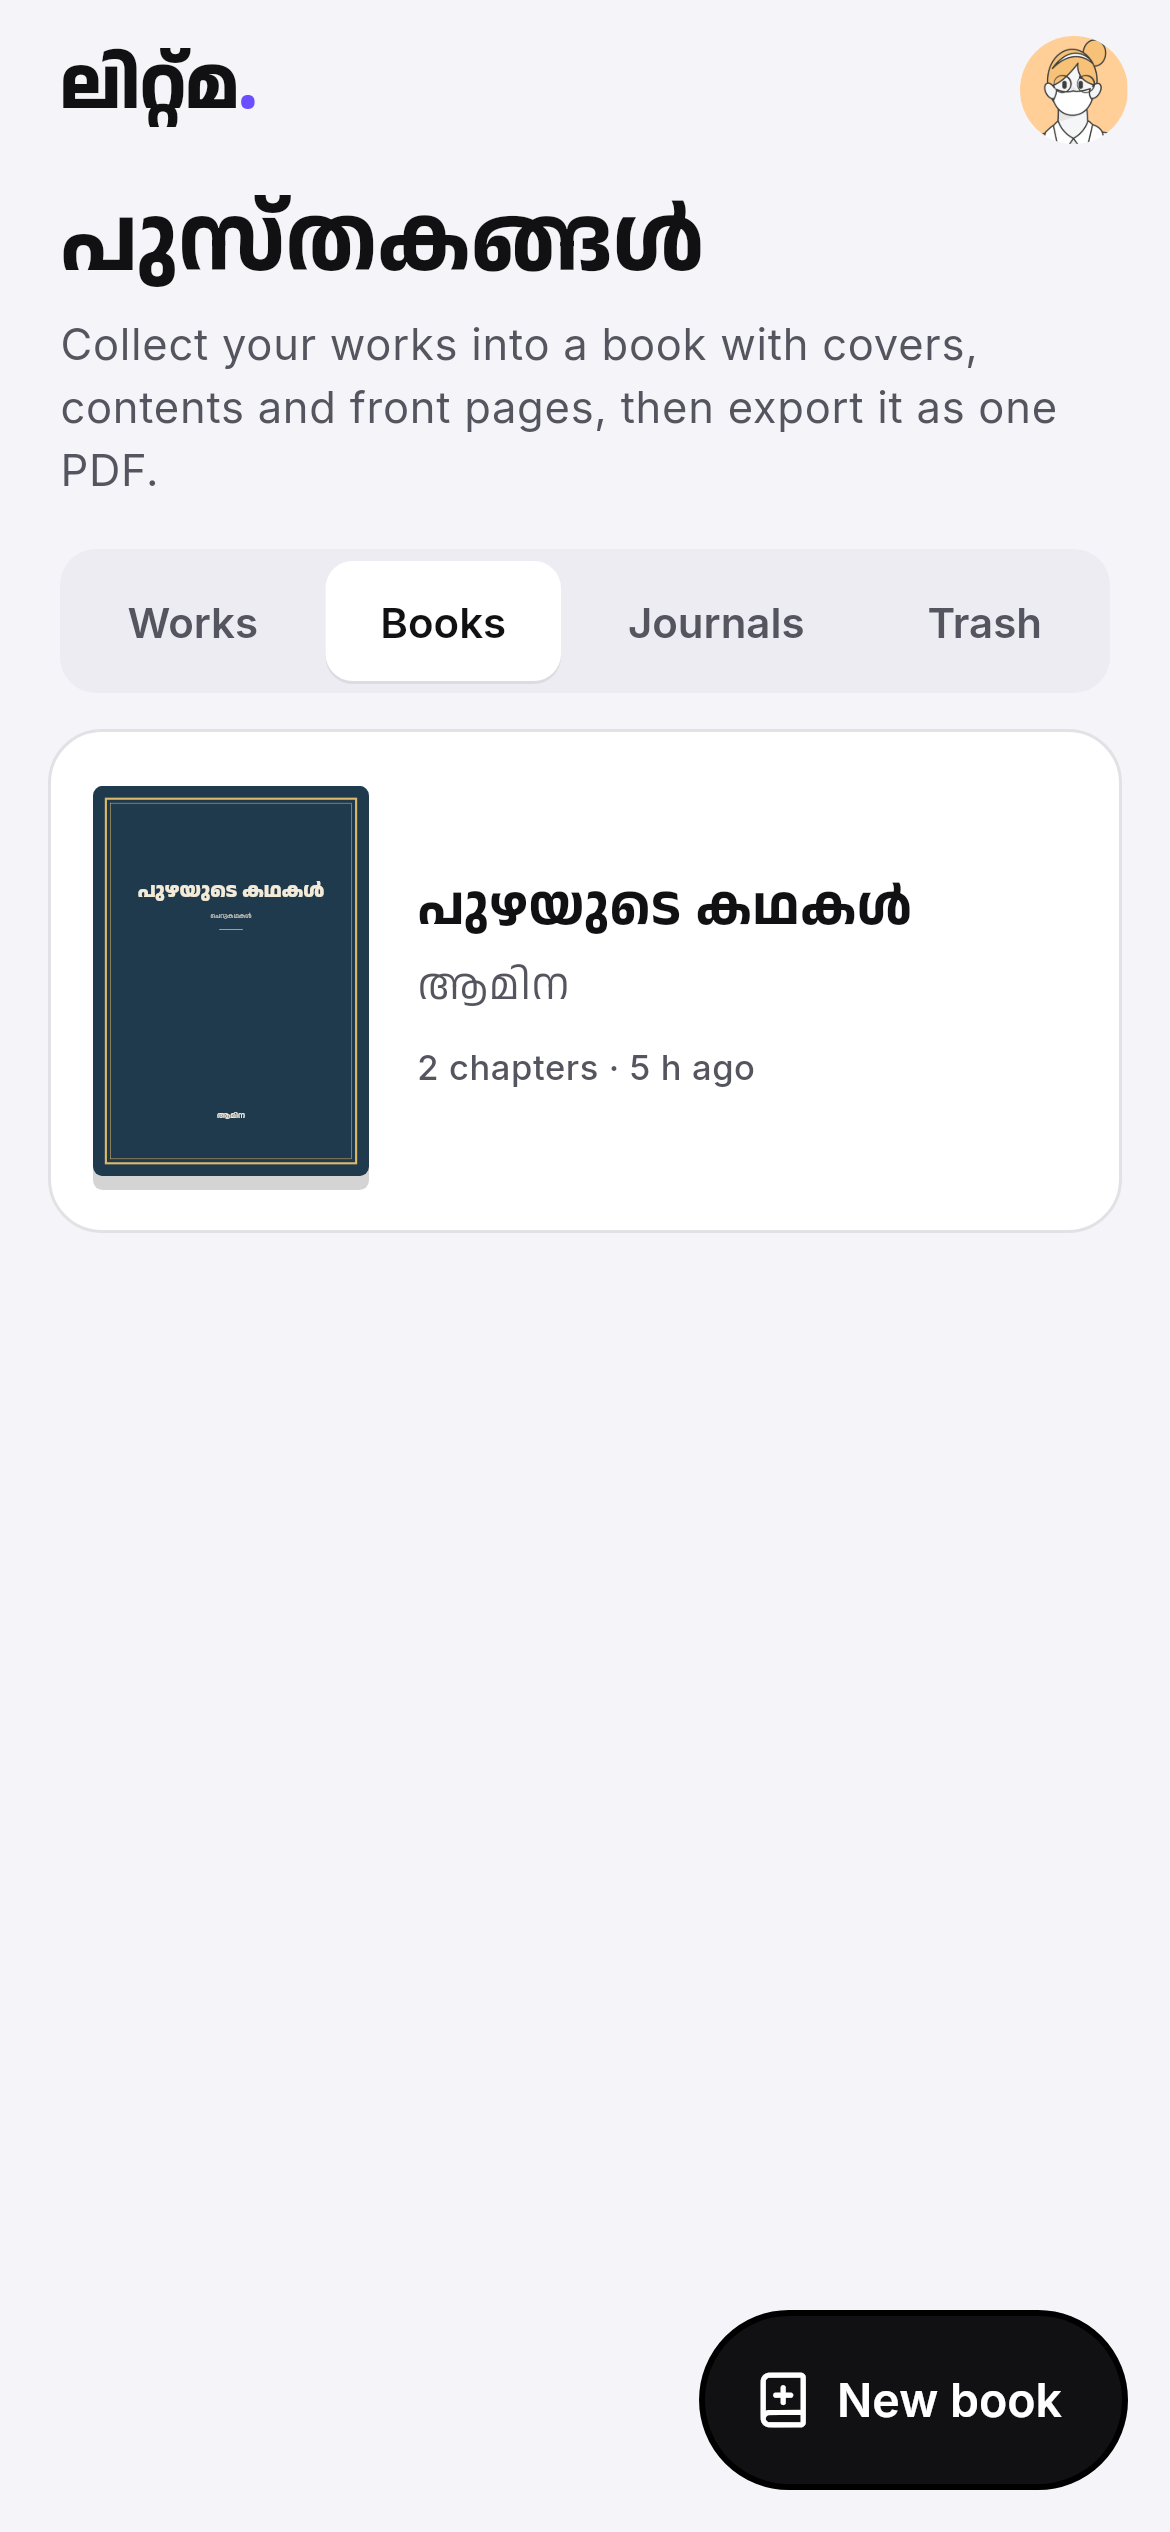 ലിറ്റ്മ.
പുസ്തകങ്ങൾ
Collect your works into a book with covers,
contents and front pages, then export it as one
PDF.
Works
Books
Journals
Trash
പുഴയുടെ കഥകൾ
ചെറുകഥകൾ
ആമിന
പുഴയുടെ കഥകൾ
ആമിന
2 chapters · 5 h ago
New book